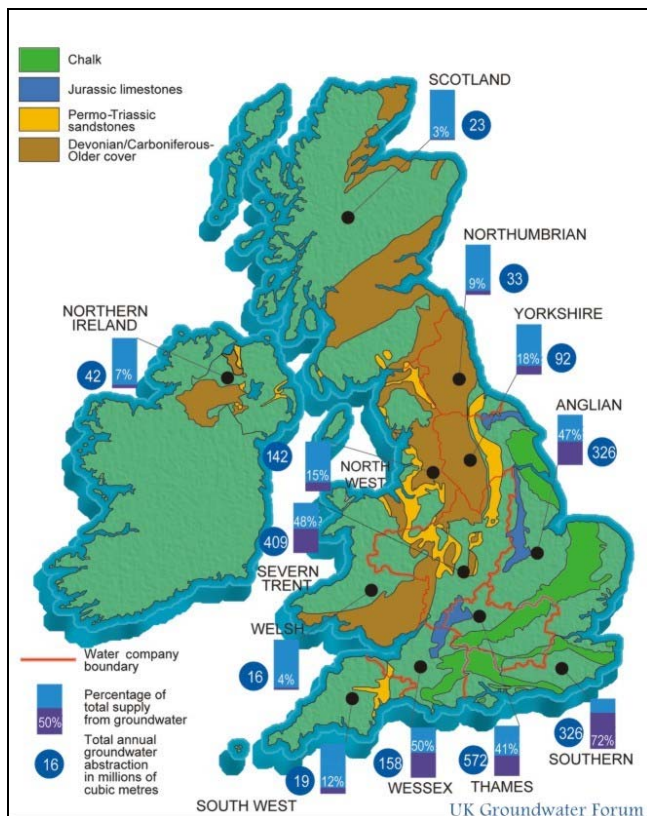 Chalk
Jurassic limestones
Permo-Triassic
sandstones
Devonian/Carboniferous-
Older cover
SCOTLAND
3%
23
NORTHUMBRIAN
9%
33
NORTHERN
IRELAND
42
7%
YORKSHIRE
18%
92
ANGLIAN
47%
326
142
15%
NORTH
WEST
48%
409
SEVERN
TRENT
WELSH
16
4%
Water company
boundary
Percentage of
total supply
from groundwater
50%
Total annual
groundwater
abstraction
in millions of
cubic metres
16
19
12%
SOUTH WEST
158
50%
WESSEX
572
41%
THAMES
326
72%
SOUTHERN
UK Groundwater Forum